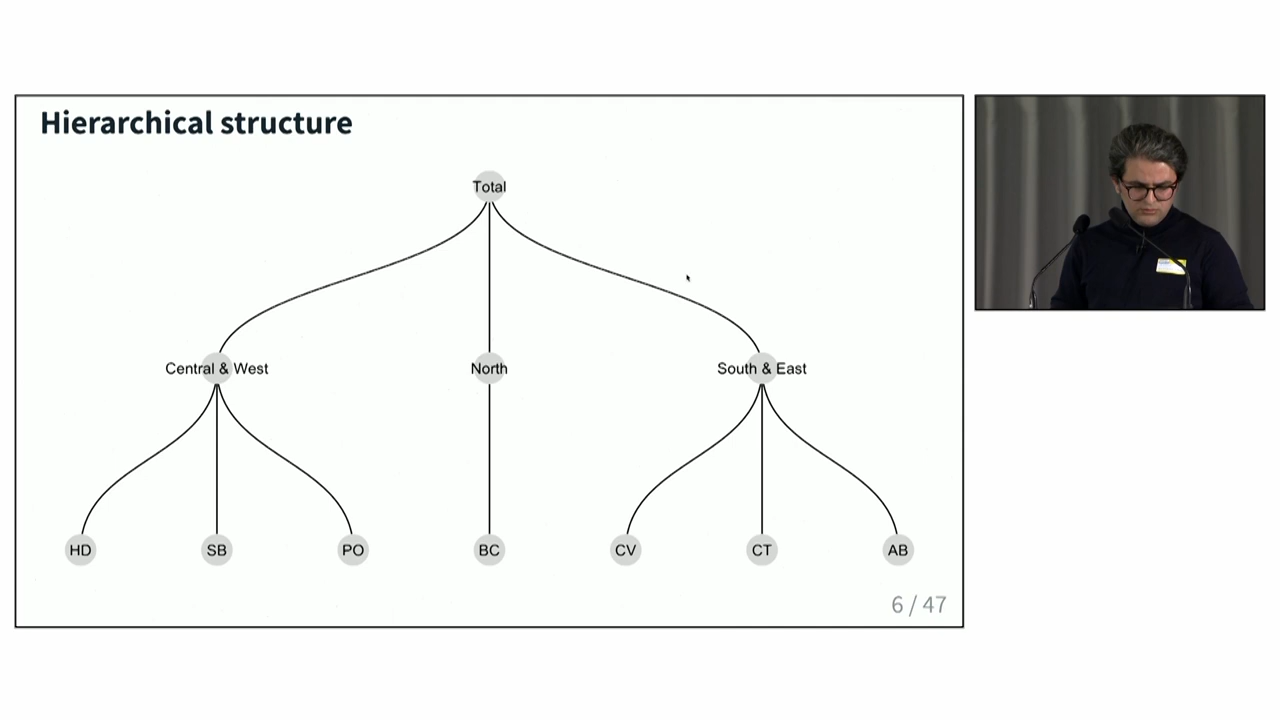 Hierarchical structure
Total
Central & West
North
South & East
HD
SB
PO
BC
CV
CT
AB
6 / 47